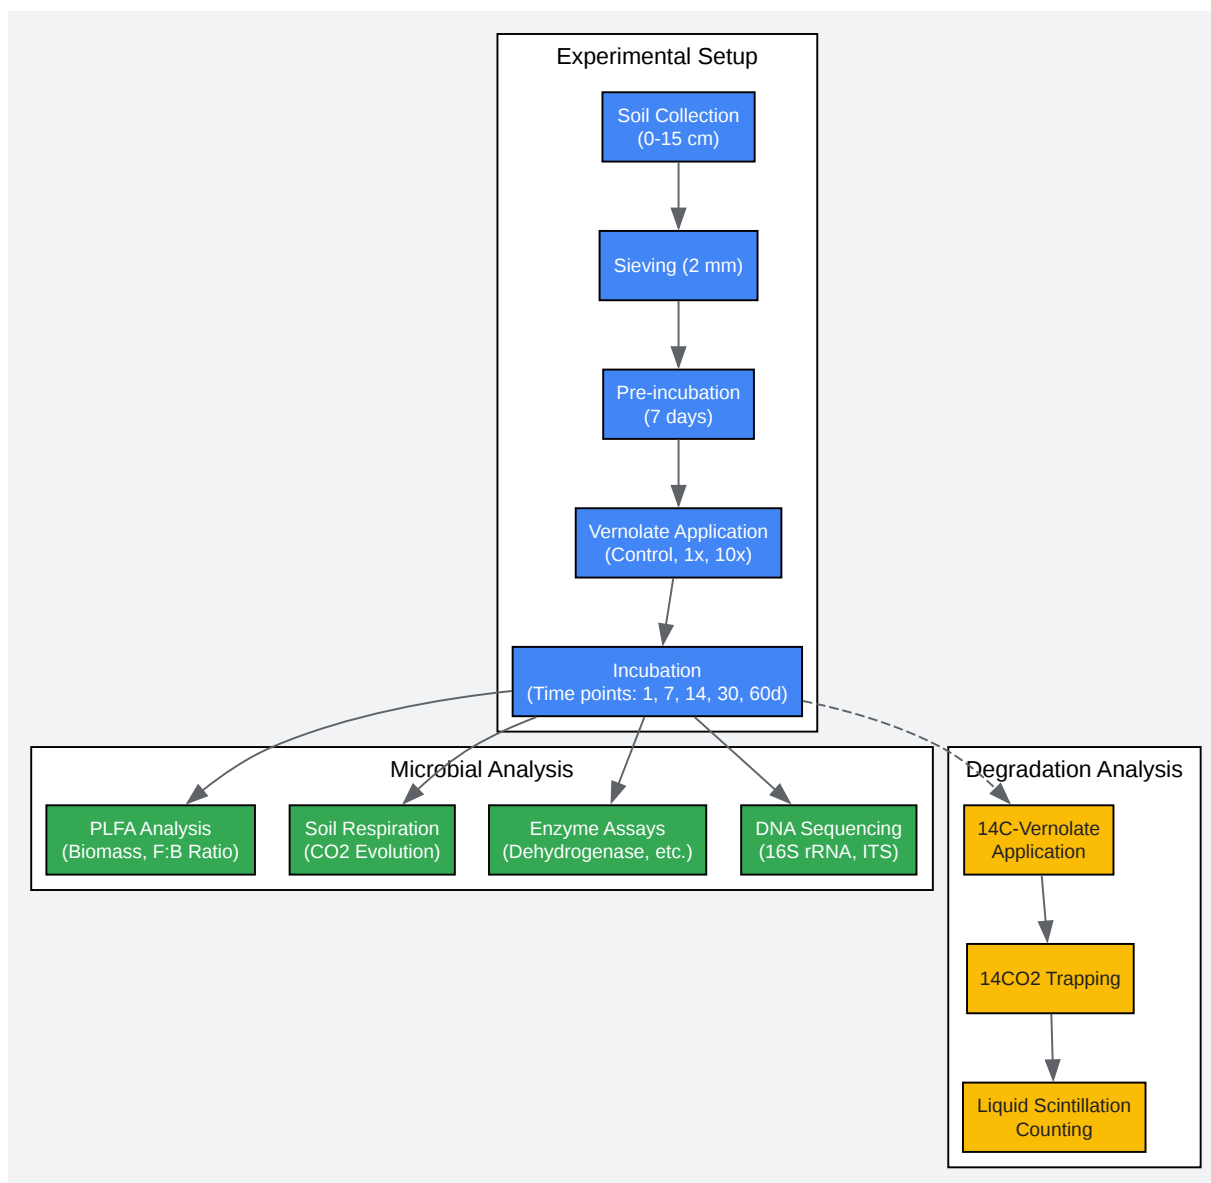 Experimental Setup
Soil Collection
(0-15 cm)
Sieving (2 mm)
Pre-incubation
(7 days)
Vernolate Application
(Control, 1x, 10x)
Incubation
(Time points: 1, 7, 14, 30, 60d)
Microbial Analysis
PLFA Analysis
(Biomass, F:B Ratio)
Soil Respiration
(CO2 Evolution)
Enzyme Assays
(Dehydrogenase, etc.)
DNA Sequencing
(16S rRNA, ITS)
Degradation Analysis
14C-Vernolate
Application
14CO2 Trapping
Liquid Scintillation
Counting